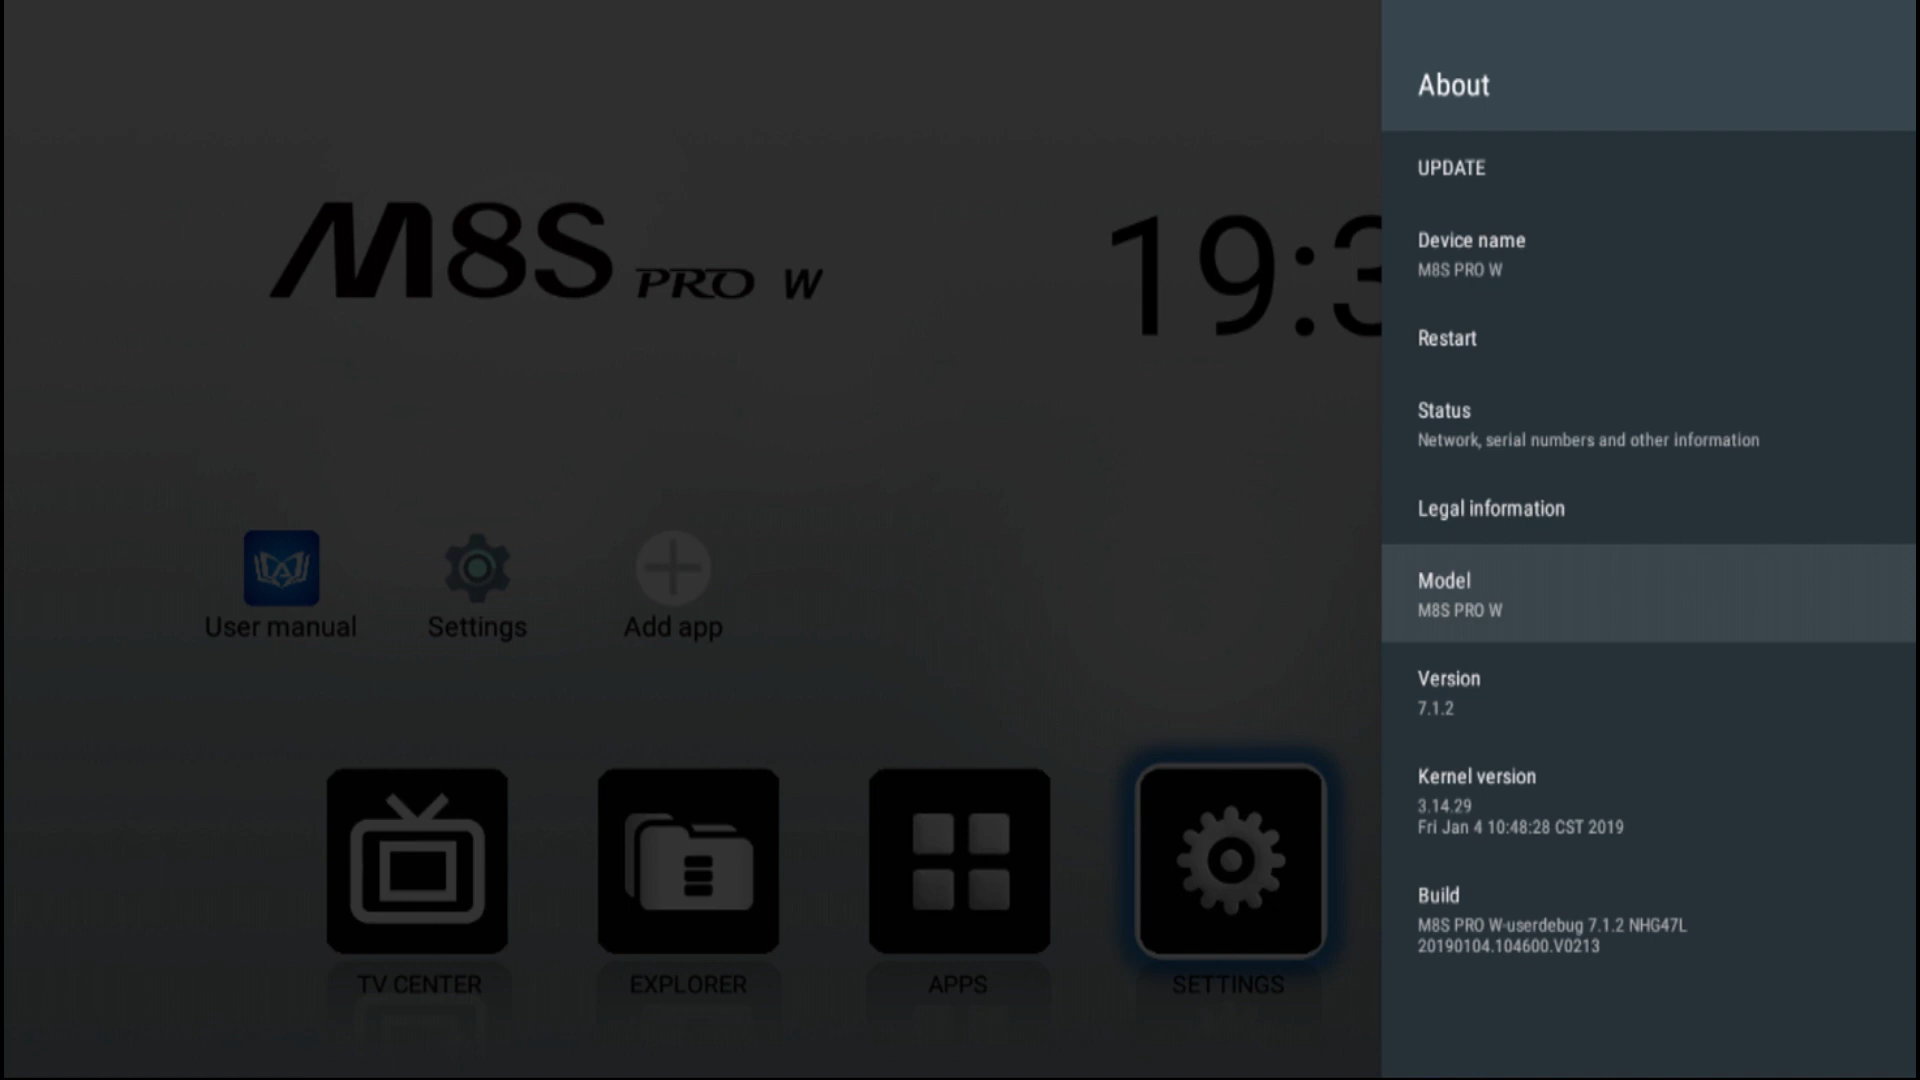 M8S PRO W
19:3
User manual
Settings
Add app
TV CENTER
EXPLORER
APPS
SETTINGS
About
UPDATE
Device name
M8S PRO W
Restart
Status
Network, serial numbers and other information
Legal information
Model
M8S PRO W
Version
7.1.2
Kernel version
3.14.29
Fri Jan 4 10:48:28 CST 2019
Build
M8S PRO W-userdebug 7.1.2 NHG47L
20190104.104600.V0213